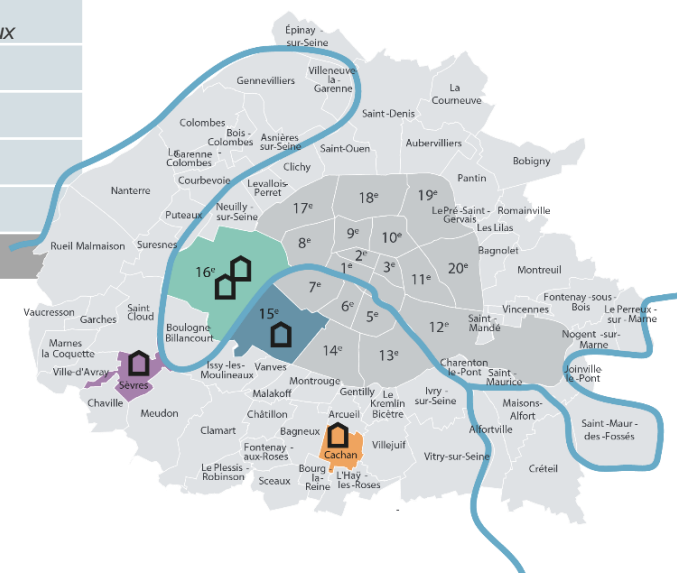 IX
Épinay -
sur-Seine
Villeneuve
-la -
Garenne
Gennevilliers
La
Courneuve
Saint-Denis
Colombes
Bois -
Colombes
Asnières
sur-Seine
Saint-Ouen
Aubervilliers
La
Garenne -
Colombes
Clichy
Bobigny
Courbevoie
Levallois-
Perret
Pantin
Nanterre
17e
18e
19e
Puteaux
Neuilly -
sur-Seine
Le Pré -Saint -
Gervais
Romainville
Les Lilas
Rueil Malmaison
Suresnes
8e
9e
10e
2e
Bagnolet
16e
1e
3e
11e
20e
Montreuil
7e
Vaucresson
Garches
Saint
Cloud
15e
6e
5e
12e
Saint -
Mandé
Vincennes
Fontenay -sous-
Bois
Le Perreux -
sur -Marne
Boulogne
Billancourt
Marnes
la Coquette
14e
13e
Nogent -sur-
Marne
Ville-d'Avray
Sèvres
Issy -les-
Moulineaux
Vanves
Charenton
-le-Pont
Saint -
Maurice
Joinville
-le-Pont
Montrouge
Malakoff
Gentilly
Le
Kremlin
Bicêtre
Ivry -
sur-Seine
Chaville
Meudon
Châtillon
Arcueil
Maisons-
Alfort
Clamart
Bagneux
Villejuif
Alfortville
Saint -Maur -
des -Fossés
Fontenay -
aux-Roses
Cachan
Vitry-sur-Seine
Le Plessis -
Robinson
Sceaux
Bourg -
la-
Reine
L'Haÿ -
les-Roses
Créteil